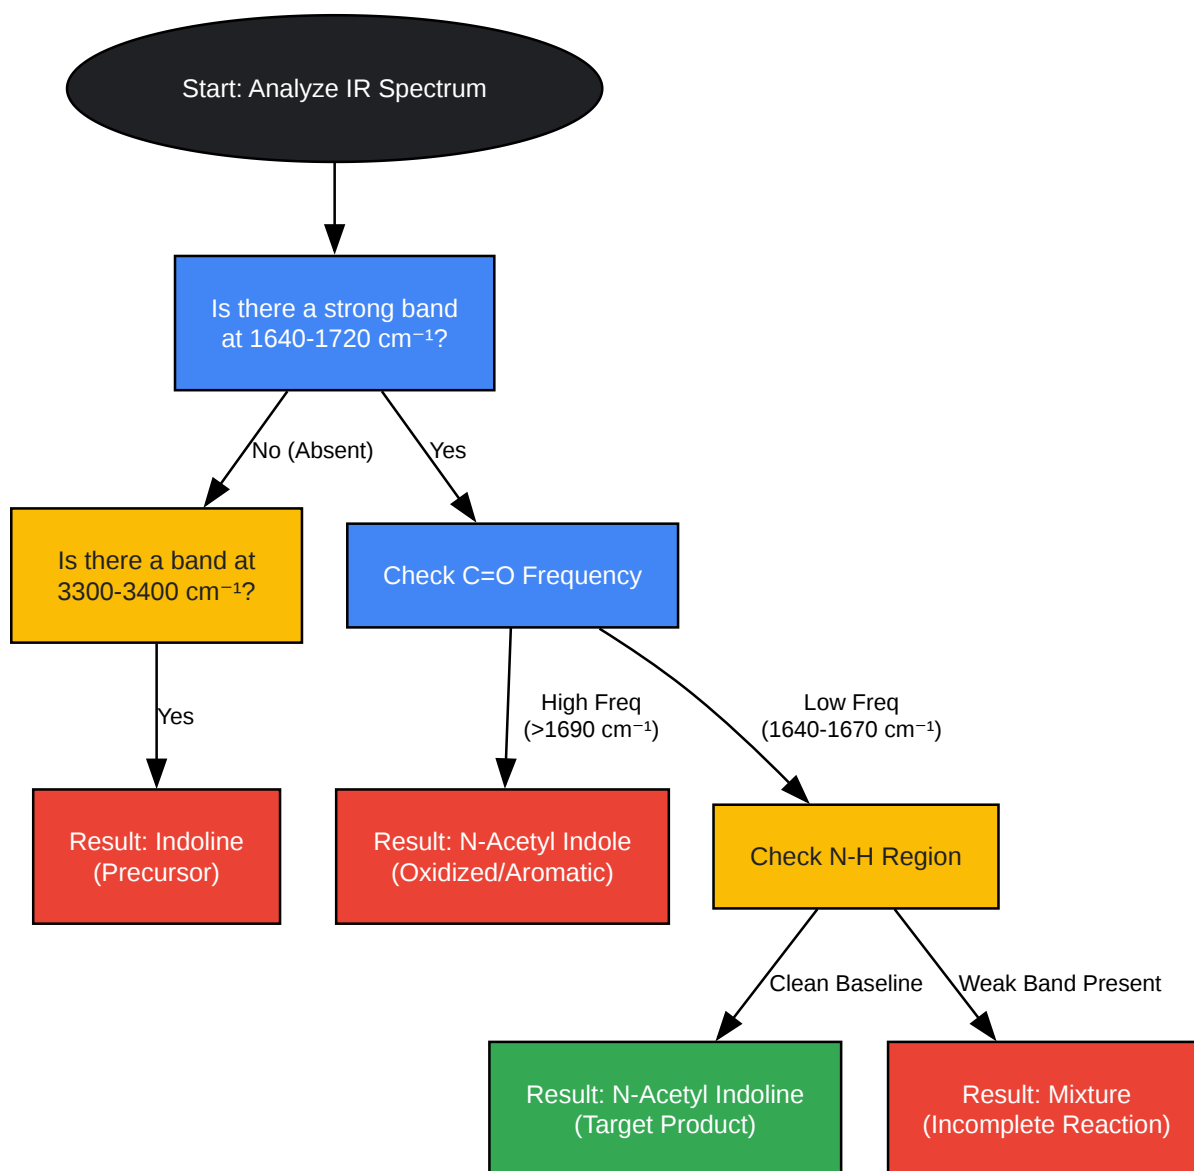 Start: Analyze IR Spectrum
Is there a strong band
at 1640-1720 cm⁻¹?
No (Absent)
Yes
Is there a band at
3300-3400 cm⁻¹?
Check C=O Frequency
Yes
High Freq
(>1690 cm⁻¹)
Low Freq
(1640-1670 cm⁻¹)
Result: Indoline
(Precursor)
Result: N-Acetyl Indole
(Oxidized/Aromatic)
Check N-H Region
Clean Baseline
Weak Band Present
Result: N-Acetyl Indoline
(Target Product)
Result: Mixture
(Incomplete Reaction)